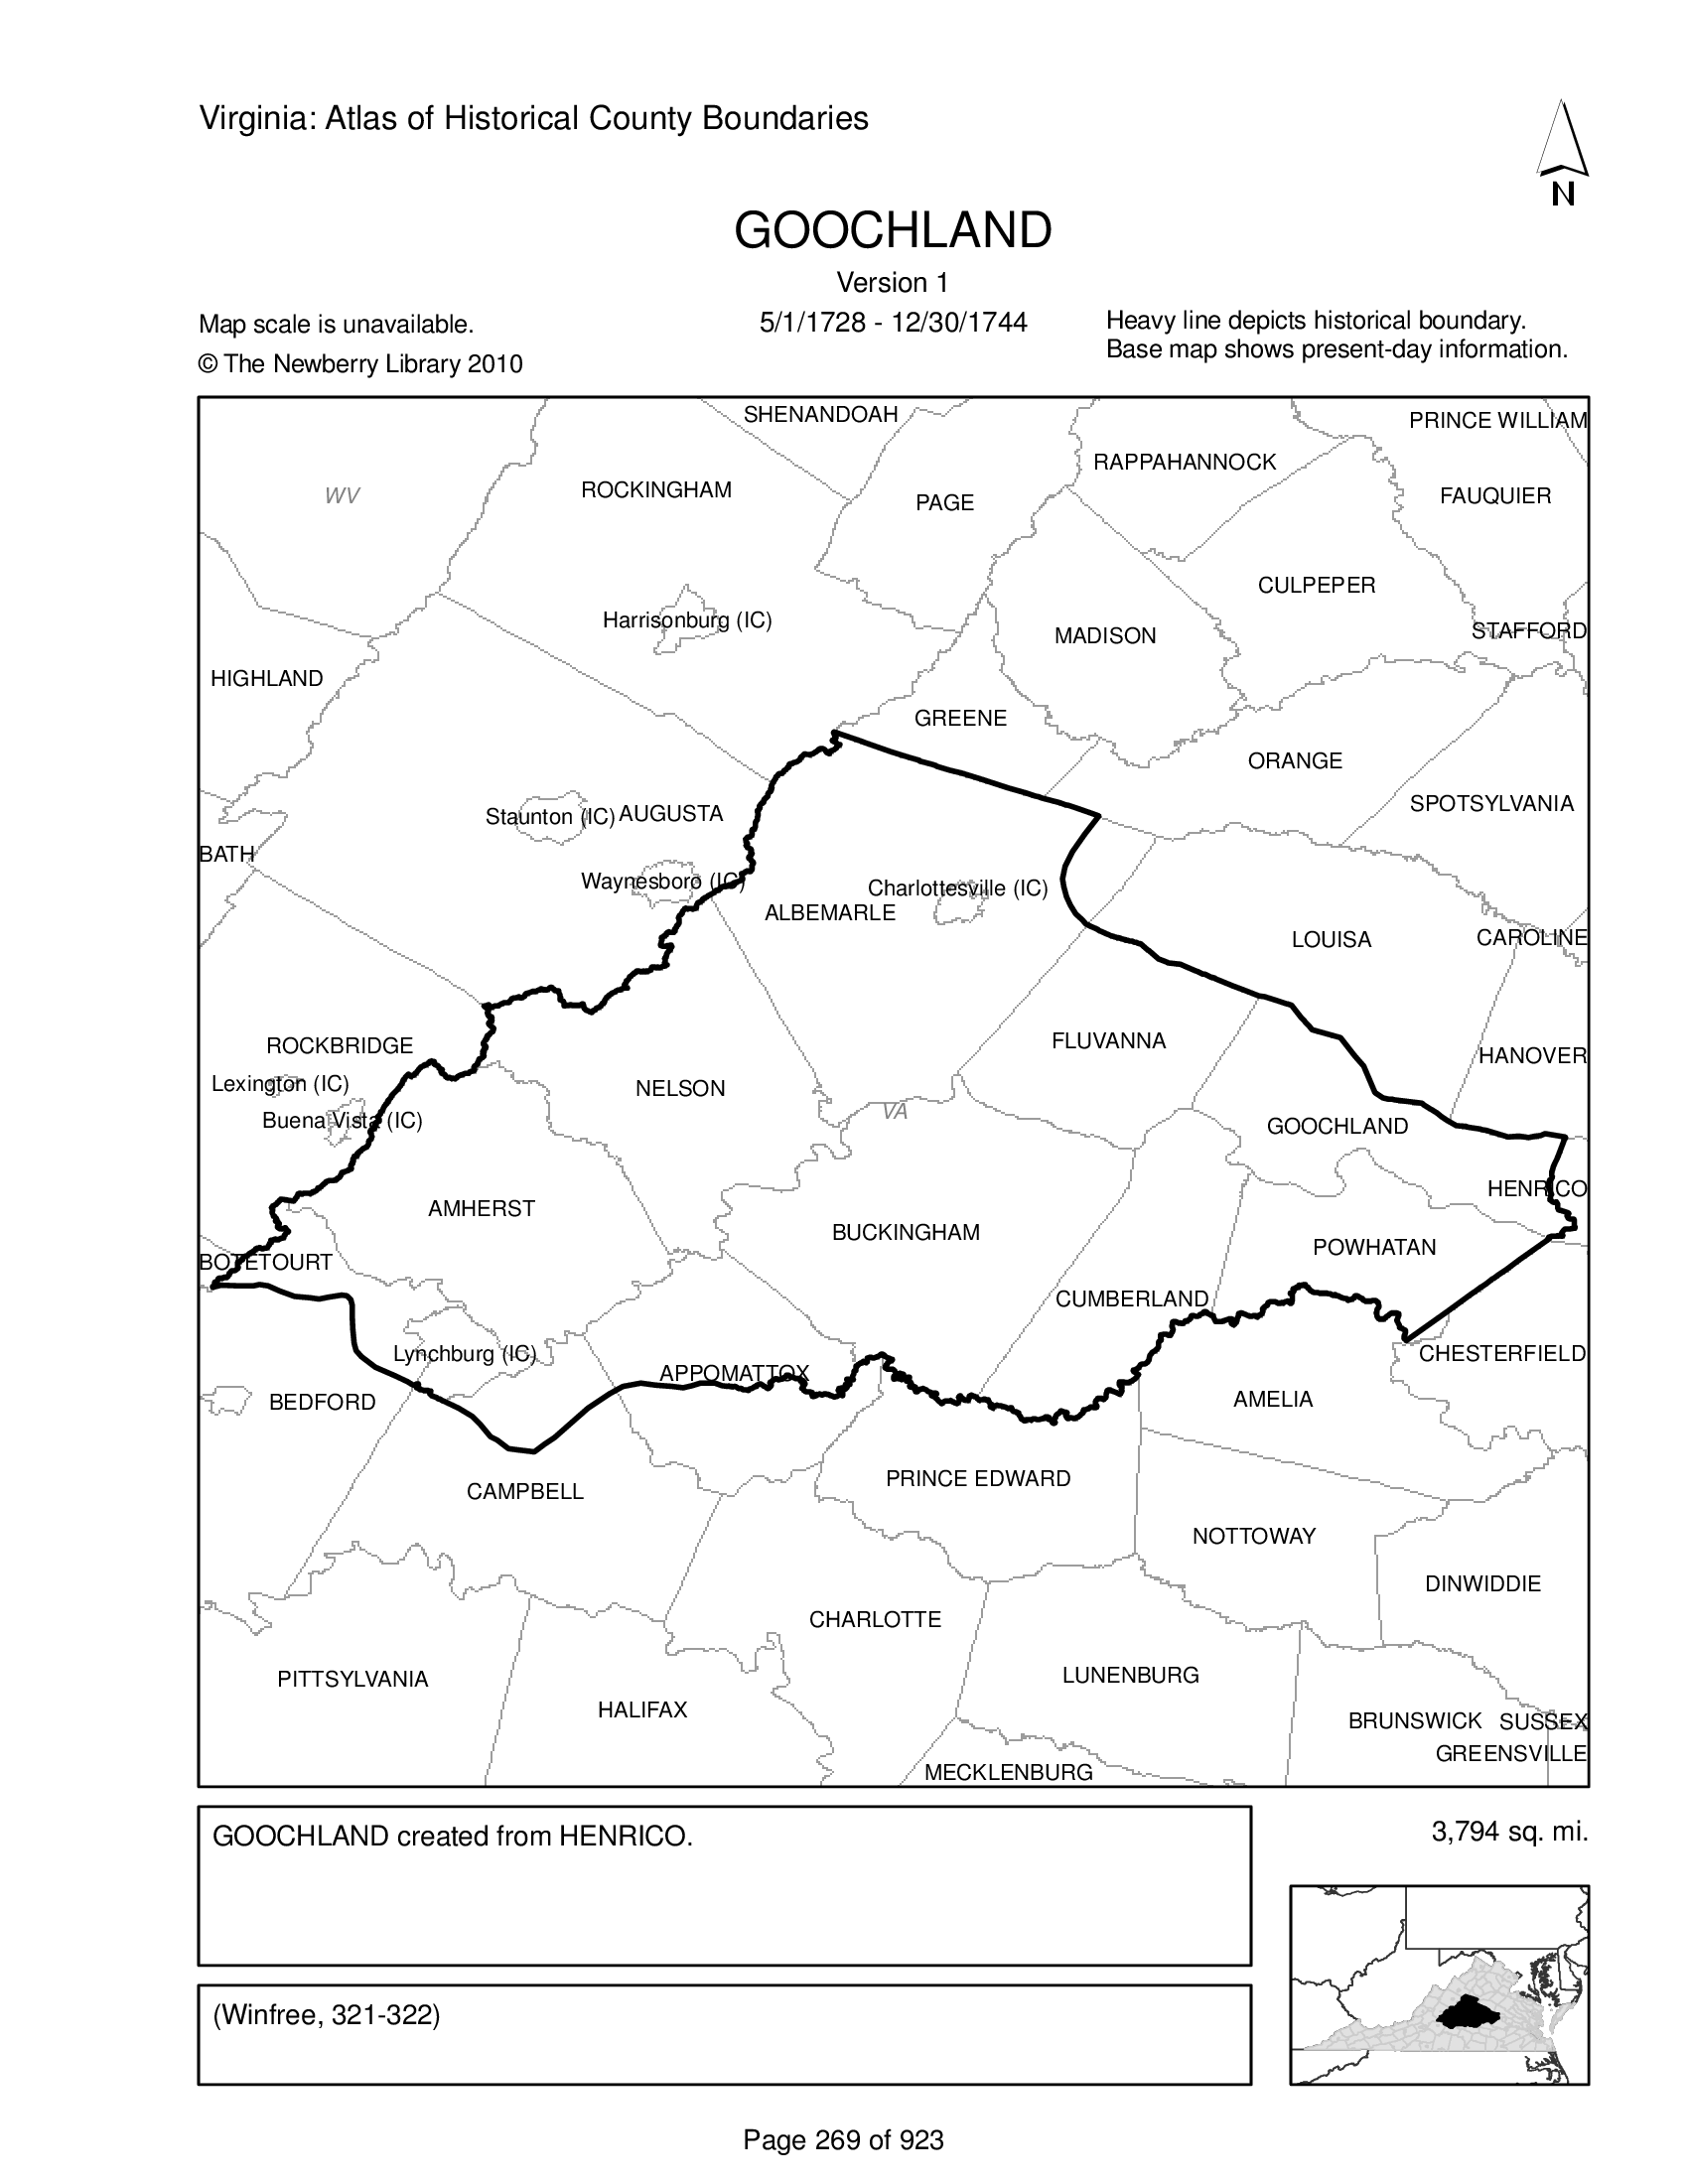 Virginia: Atlas of Historical County Boundaries
N
GOOCHLAND
Version 1
Map scale is unavailable.
5/1/1728 - 12/30/1744
Heavy line depicts historical boundary.
© The Newberry Library 2010
Base map shows present-day information.
SHENANDOAH
PRINCE WILLIAM
RAPPAHANNOCK
WV
ROCKINGHAM
PAGE
FAUQUIER
CULPEPER
Harrisonburg (IC)
MADISON
STAFFORD
HIGHLAND
GREENE
ORANGE
SPOTSYLVANIA
Staunton (IC)
AUGUSTA
BATH
Waynesboro (IC)
Charlottesville (IC)
ALBEMARLE
LOUISA
CAROLINE
ROCKBRIDGE
FLUVANNA
HANOVER
Lexington (IC)
NELSON
VA
Buena Vista (IC)
GOOCHLAND
HENRICO
AMHERST
BUCKINGHAM
POWHATAN
BOTETOURT
CUMBERLAND
Lynchburg (IC)
CHESTERFIELD
APPOMATTOX
BEDFORD
AMELIA
PRINCE EDWARD
CAMPBELL
NOTTOWAY
DINWIDDIE
CHARLOTTE
PITTSYLVANIA
LUNENBURG
HALIFAX
BRUNSWICK
SUSSEX
GREENSVILLE
MECKLENBURG
GOOCHLAND created from HENRICO.
3,794 sq. mi.
(Winfree, 321-322)
Page 269 of 923